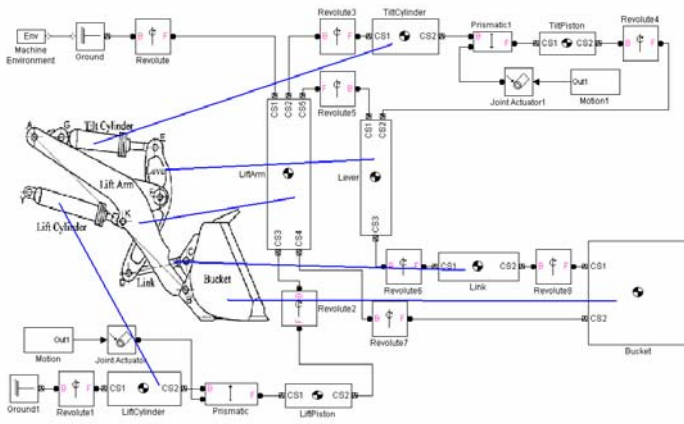 Env
Machine
Environment
Ground
B F
Revolute
Revolute3
B F
TiltCylinder
CS1 CS2
Prismatic1
B F
TiltPiston
CS1 CS2
Revolute4
B F
Joint Actuator1
Out1
Motion1
CS1
CS2
CS5
B F
Revolute5
LiftArm
CS3
CS4
CS1
CS2
Lever
CS3
A
G
Tilt Cylinder
E
Lever
Lift Arm
F
Y
Lift Cylinder
K
C
D
Link
B
Bucket
B F
Revolute6
CS1 CS2
Link
B F
Revolute8
CS1
CS2
Bucket
B
F
Revolute2
B F
Revolute7
Out1
Motion
Joint Actuator
Ground1
B F
Revolute1
CS1 CS2
LiftCylinder
B F
Prismatic
CS1 CS2
LiftPiston